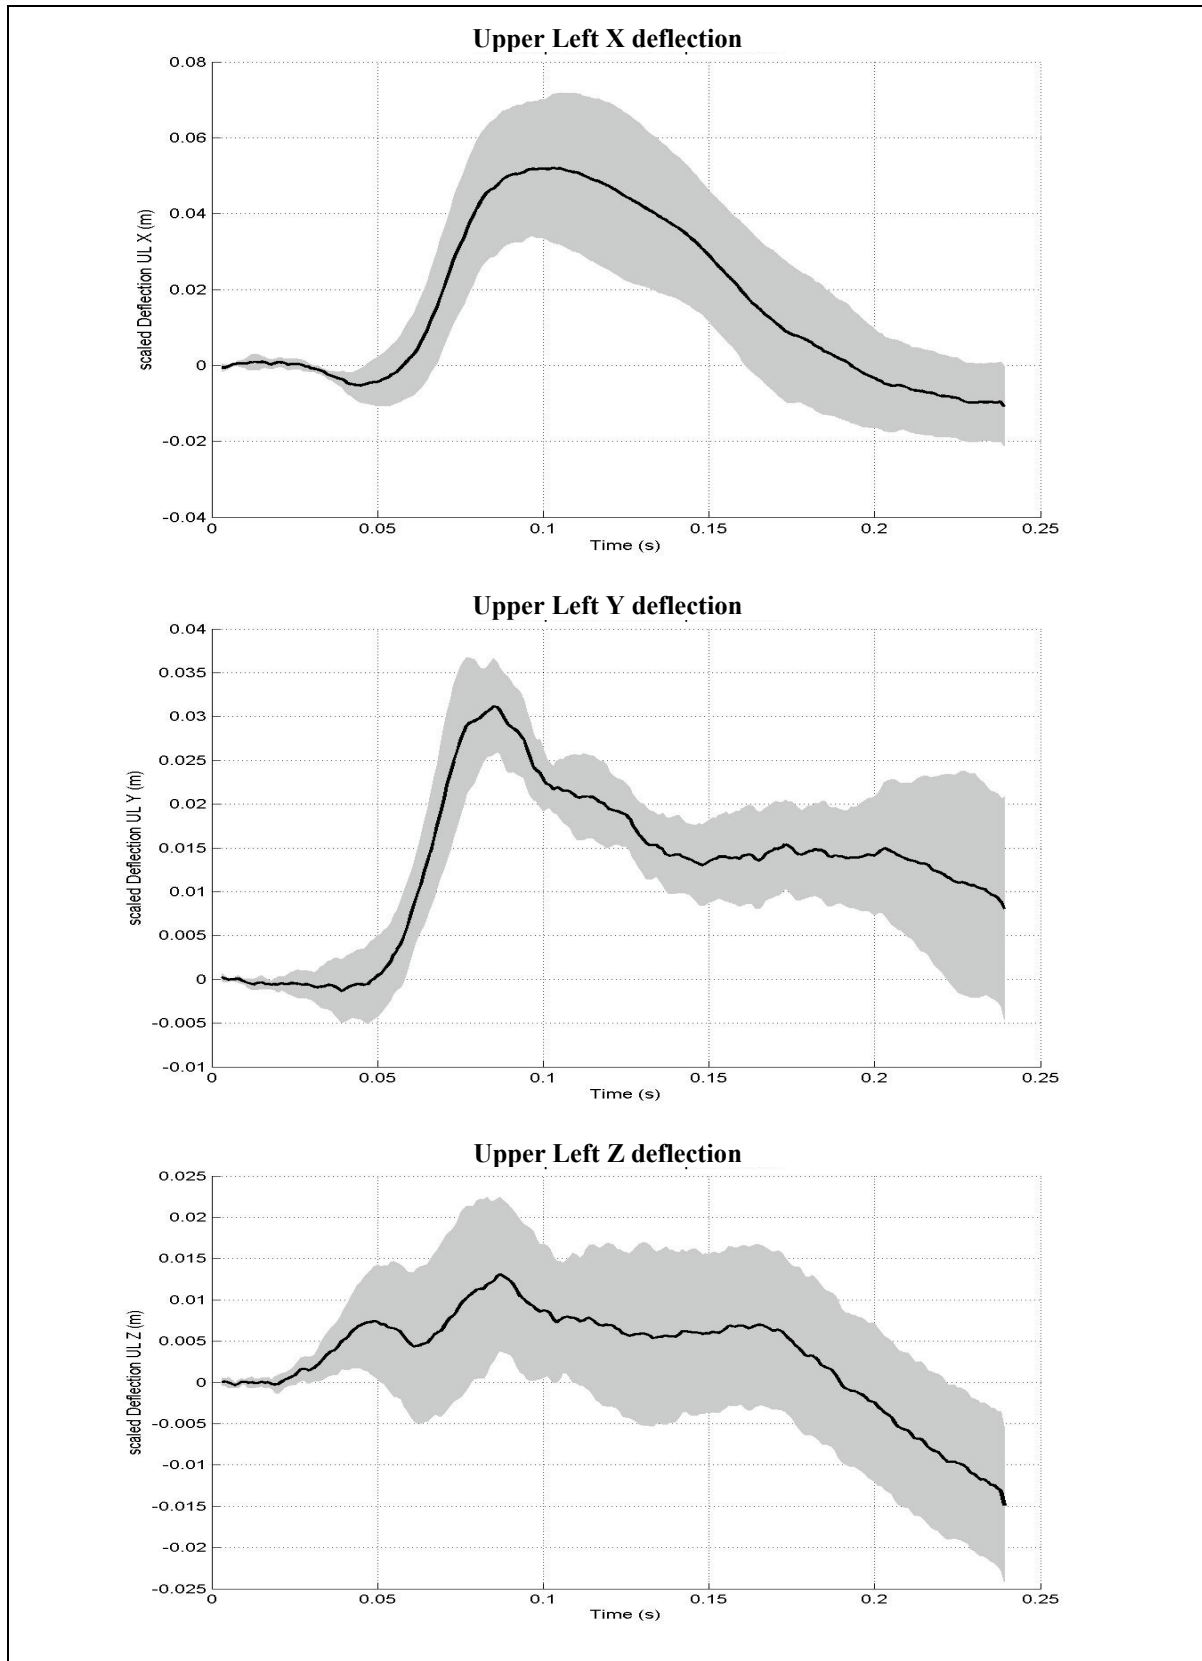 Upper Left X deflection
0.08
0.06
0.04
0.02
0
-0.02
-0.04
scaled Deflection UL X (m)
0 0.05 0.1 0.15 0.2 0.25
Time (s)
Upper Left Y deflection
0.04
0.035
0.03
0.025
0.02
0.015
0.01
0.005
0
-0.005
-0.01
scaled Deflection UL Y (m)
0 0.05 0.1 0.15 0.2 0.25
Time (s)
Upper Left Z deflection
0.025
0.02
0.015
0.01
0.005
0
-0.005
-0.01
-0.015
-0.02
-0.025
scaled Deflection UL Z (m)
0 0.05 0.1 0.15 0.2 0.25
Time (s)